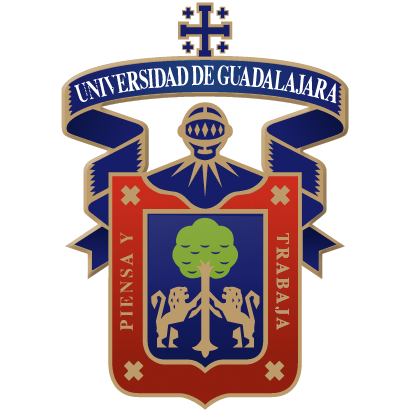 UNIVERSIDAD DE GUADALAJARA
PIENSA Y
TRABAJA